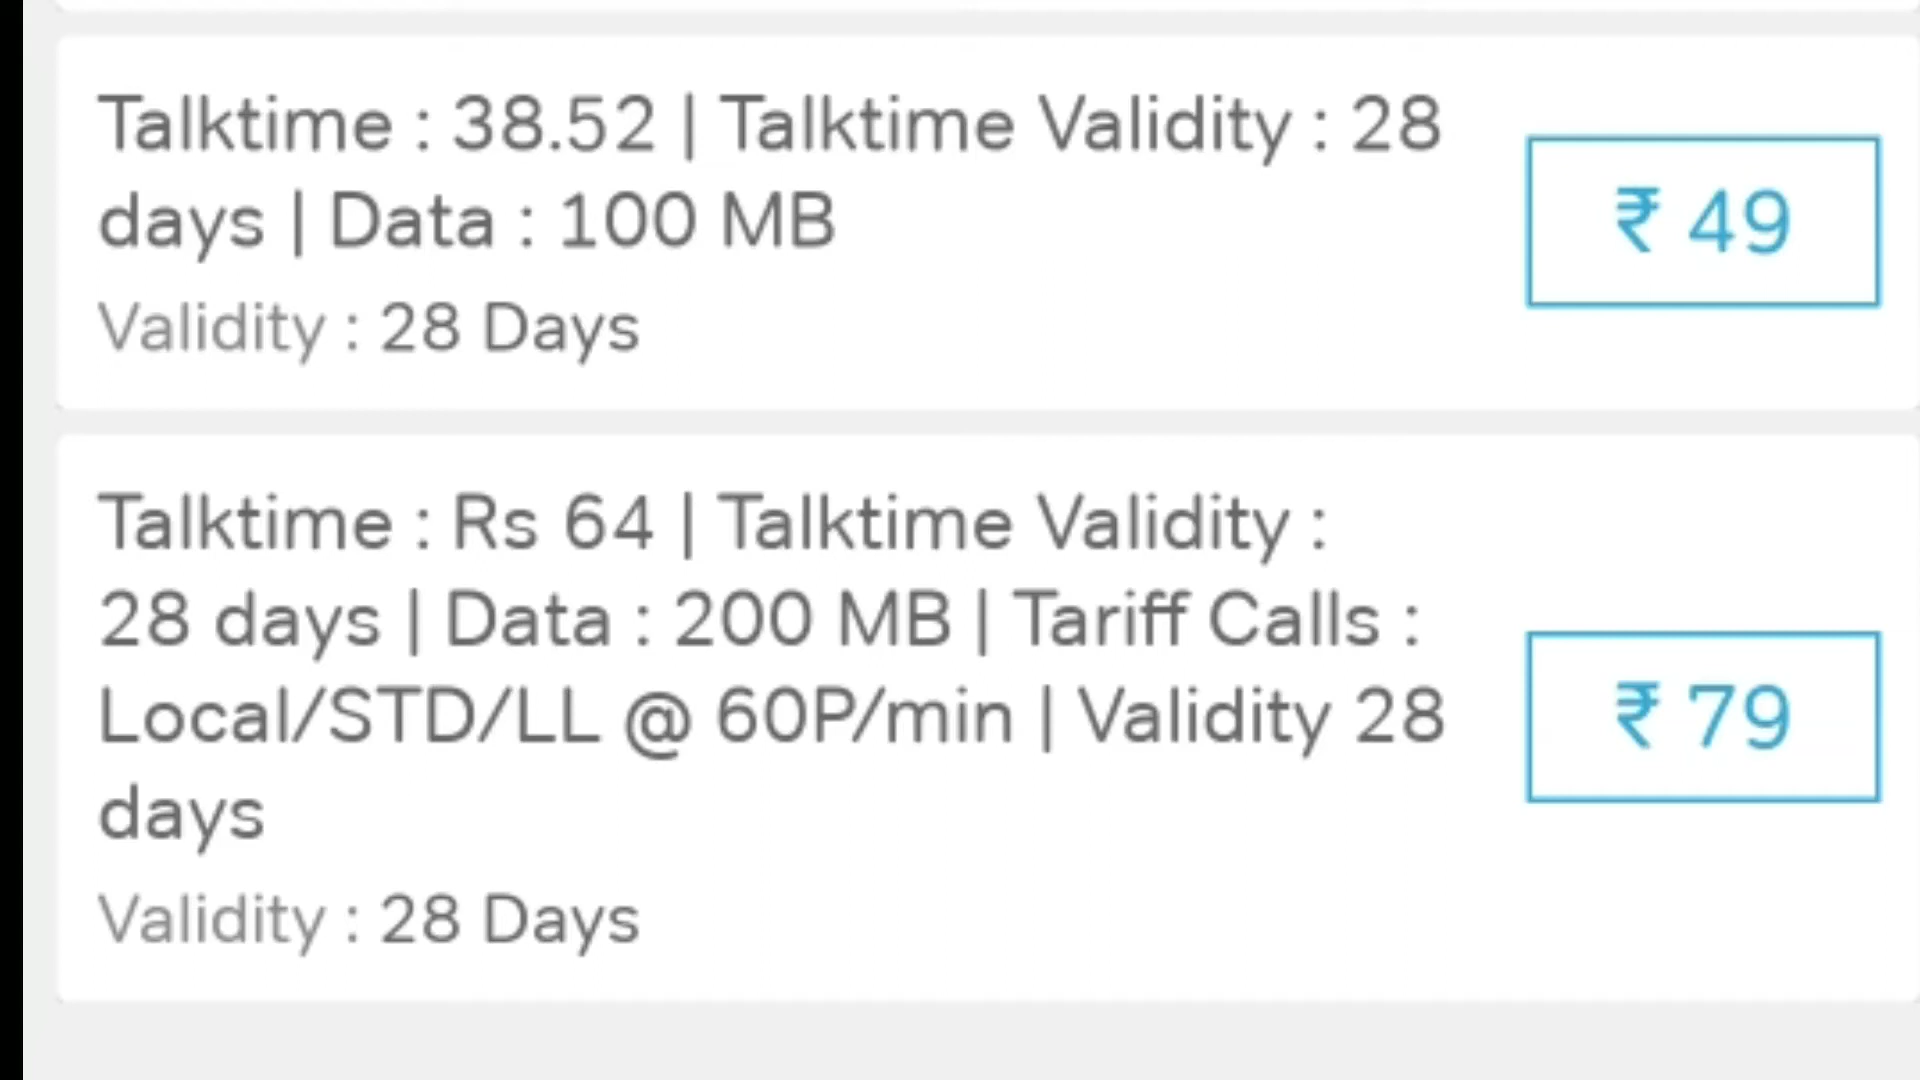 Talktime : 38.52 | Talktime Validity : 28
days | Data : 100 MB
Validity : 28 Days
₹ 49
Talktime : Rs 64 | Talktime Validity :
28 days | Data : 200 MB | Tariff Calls :
Local/STD/LL @ 60P/min | Validity 28
days
Validity : 28 Days
₹ 79